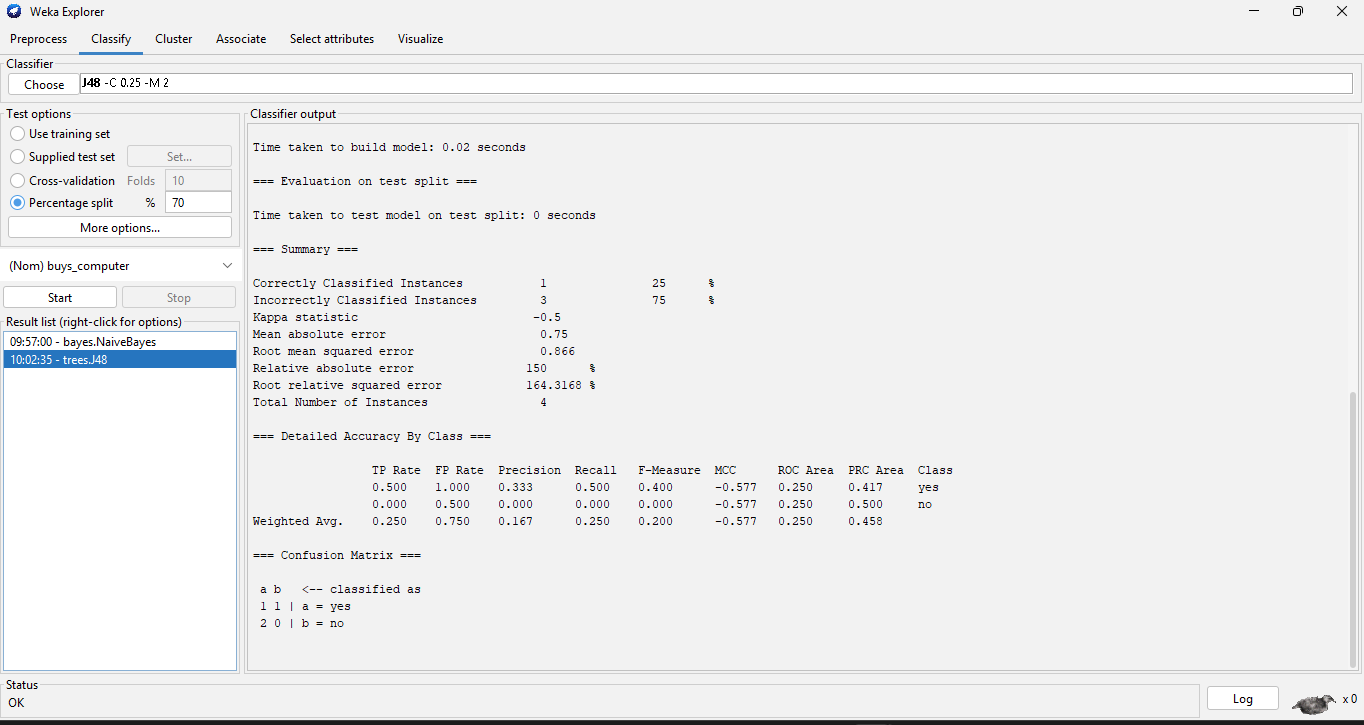 Weka Explorer
Preprocess Classify Cluster Associate Select attributes Visualize
Classifier
Choose J48 -C 0.25 -M 2
Test options
Use training set
Supplied test set Set...
Cross-validation Folds 10
Percentage split % 70
More options...
(Nom) buys_computer
Start Stop
Result list (right-click for options)
09:57:00 - bayes.NaiveBayes
10:02:35 - trees.J48
Classifier output
Time taken to build model: 0.02 seconds
=== Evaluation on test split ===
Time taken to test model on test split: 0 seconds
=== Summary ===
Correctly Classified Instances 1 25 %
Incorrectly Classified Instances 3 75 %
Kappa statistic -0.5
Mean absolute error 0.75
Root mean squared error 0.866
Relative absolute error 150 %
Root relative squared error 164.3168 %
Total Number of Instances 4
=== Detailed Accuracy By Class ===
TP Rate FP Rate Precision Recall F-Measure MCC ROC Area PRC Area Class
0.500 1.000 0.333 0.500 0.400 -0.577 0.250 0.417 yes
0.000 0.500 0.000 0.000 0.000 -0.577 0.250 0.500 no
Weighted Avg. 0.250 0.750 0.167 0.250 0.200 -0.577 0.250 0.458
=== Confusion Matrix ===
a b <-- classified as
1 1 | a = yes
2 0 | b = no
Status
OK
Log x 0